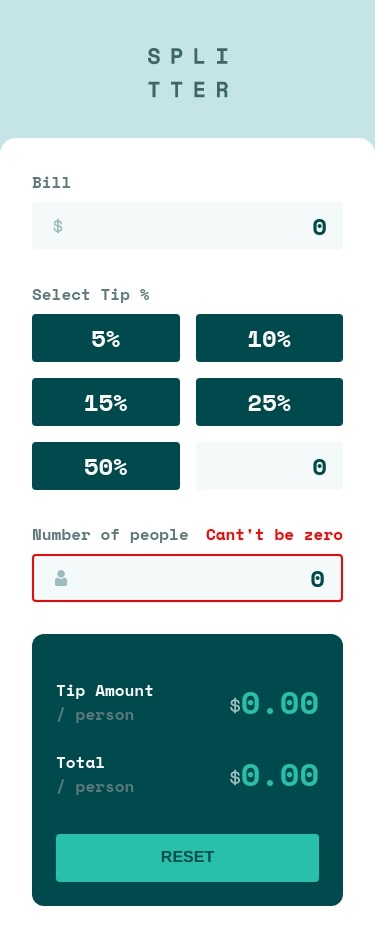 SPLI
TTER
Bill
$ 0
Select Tip %
5% 10%
15% 25%
50% 0
Number of people Cant't be zero
0
Tip Amount
/ person
$0.00
Total
/ person
$0.00
RESET